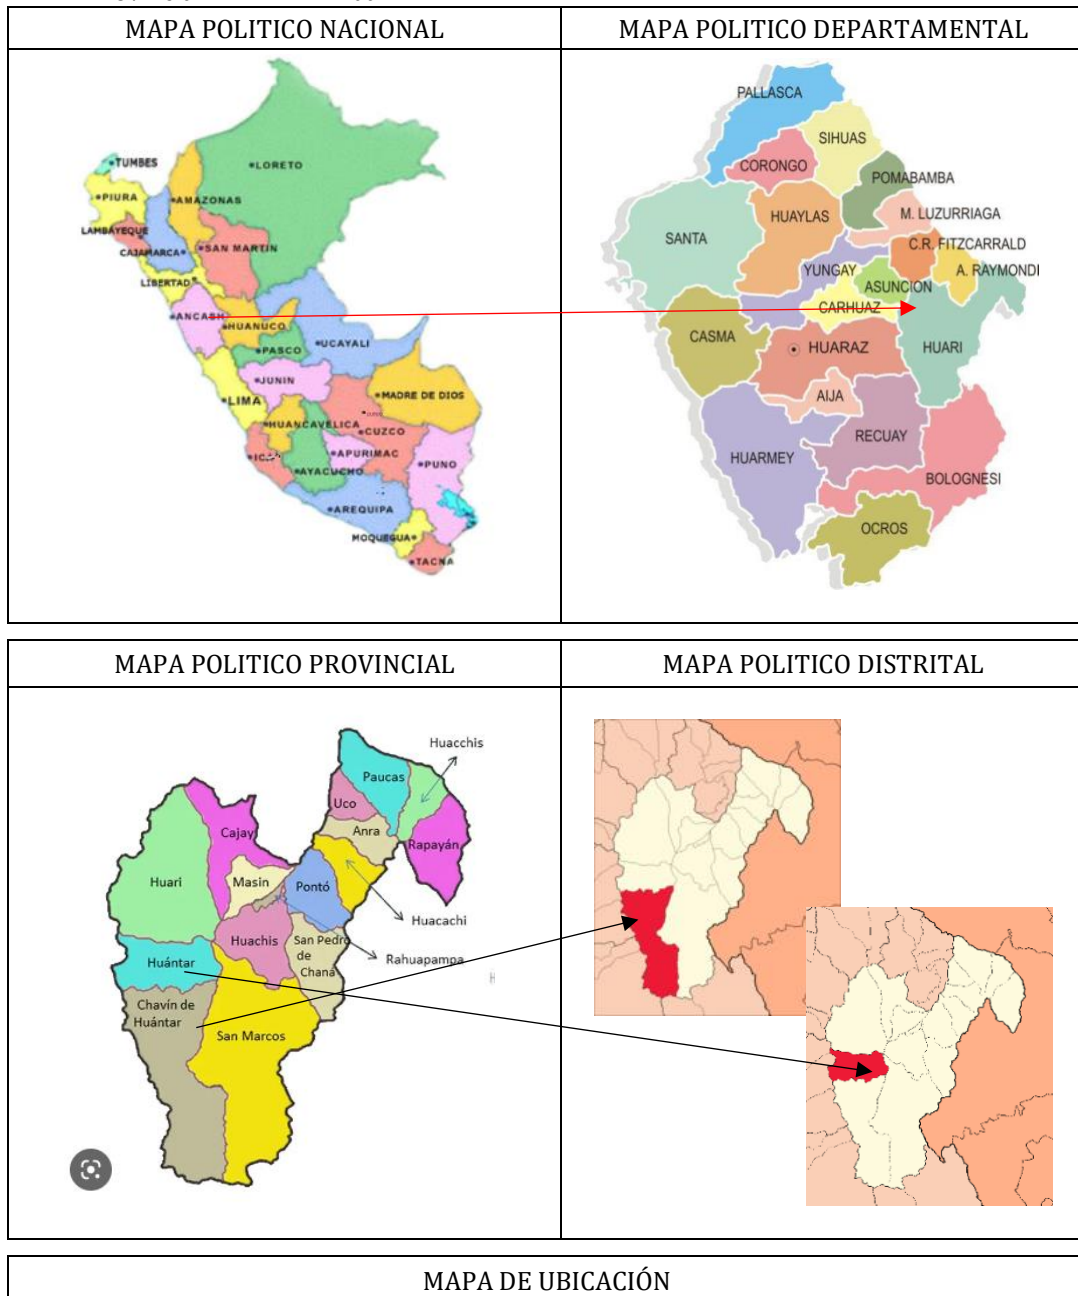 MAPA POLITICO NACIONAL
MAPA POLITICO DEPARTAMENTAL
TUMBES
LORETO
PIURA
AMAZONAS
LAMBAYEQUE
CAJAMARCA
SAN MARTIN
LIBERTAD
ANCASH
HUANUCO
PASCO
UCAYALI
JUNIN
LIMA
MADRE DE DIOS
HUANCAVELICA
CUZCO
APURIMAC
PUNO
AYACUCHO
AREQUIPA
MOQUEGUA
TACNA
PALLASCA
SIHUAS
CORONGO
POMABAMBA
HUAYLAS
M. LUZURRIAGA
SANTA
C.R. FITZCARRALD
YUNGAY
A. RAYMONDI
ASUNCION
CARHUAZ
CASMA
HUARAZ
HUARI
AIJA
RECUAY
HUARMEY
BOLOGNESI
OCROS
MAPA POLITICO PROVINCIAL
MAPA POLITICO DISTRITAL
Huacchis
Paucas
Uco
Cajay
Anra
Rapayán
Huari
Masin
Pontó
Huacachi
Huachis
San Pedro
de
Chaná
Rahuapampa
Huántar
Chavín de
Huántar
San Marcos
MAPA DE UBICACIÓN